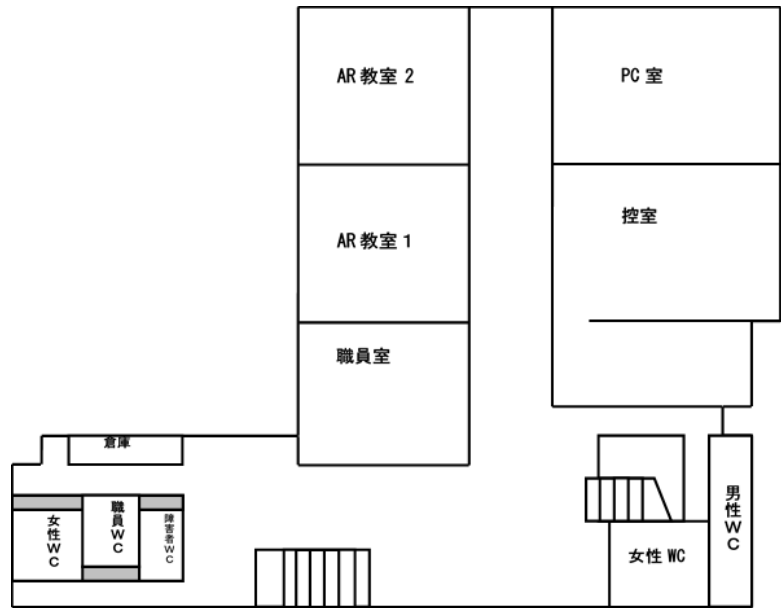 AR 教室 2
PC 室
AR 教室 1
控室
職員室
倉庫
女性WC
職員WC
障害者WC
女性 WC
男性WC